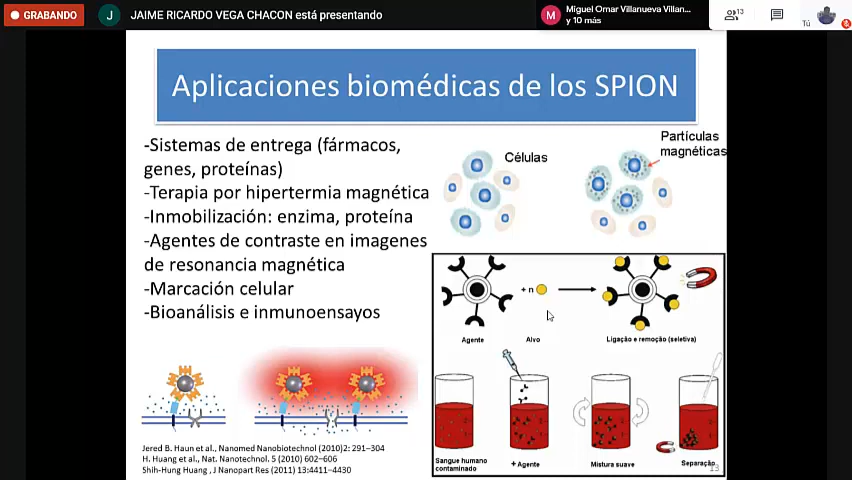 GRABANDO
J
JAIME RICARDO VEGA CHACON está presentando
M
Miguel Omar Villanueva Villan...
y 10 más
13
Tú
Aplicaciones biomédicas de los SPION
-Sistemas de entrega (fármacos,
genes, proteínas)
-Terapia por hipertermia magnética
-Inmobilización: enzima, proteína
-Agentes de contraste en imagenes
de resonancia magnética
-Marcación celular
-Bioanálisis e inmunoensayos
Células
Partículas
magnéticas
+ n
Agente
Alvo
Ligação e remoção (seletiva)
Sangue humano
contaminado
+ Agente
Mistura suave
Separação
13
Jered B. Haun et al., Nanomed Nanobiotechnol (2010)2: 291–304
H. Huang et al., Nat. Nanotechnol. 5 (2010) 602–606
Shih-Hung Huang , J Nanopart Res (2011) 13:4411–4430